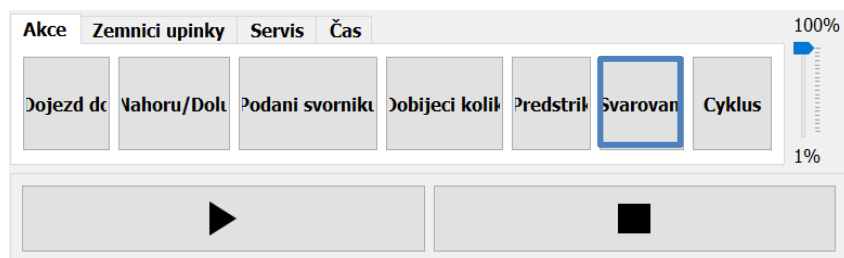 Akce Zemnici upinky Servis Čas
100%
Dojezd do Nahoru/Dolu Podani svorniku Dobijeci kolik Predstrik Svarovan Cyklus
1%